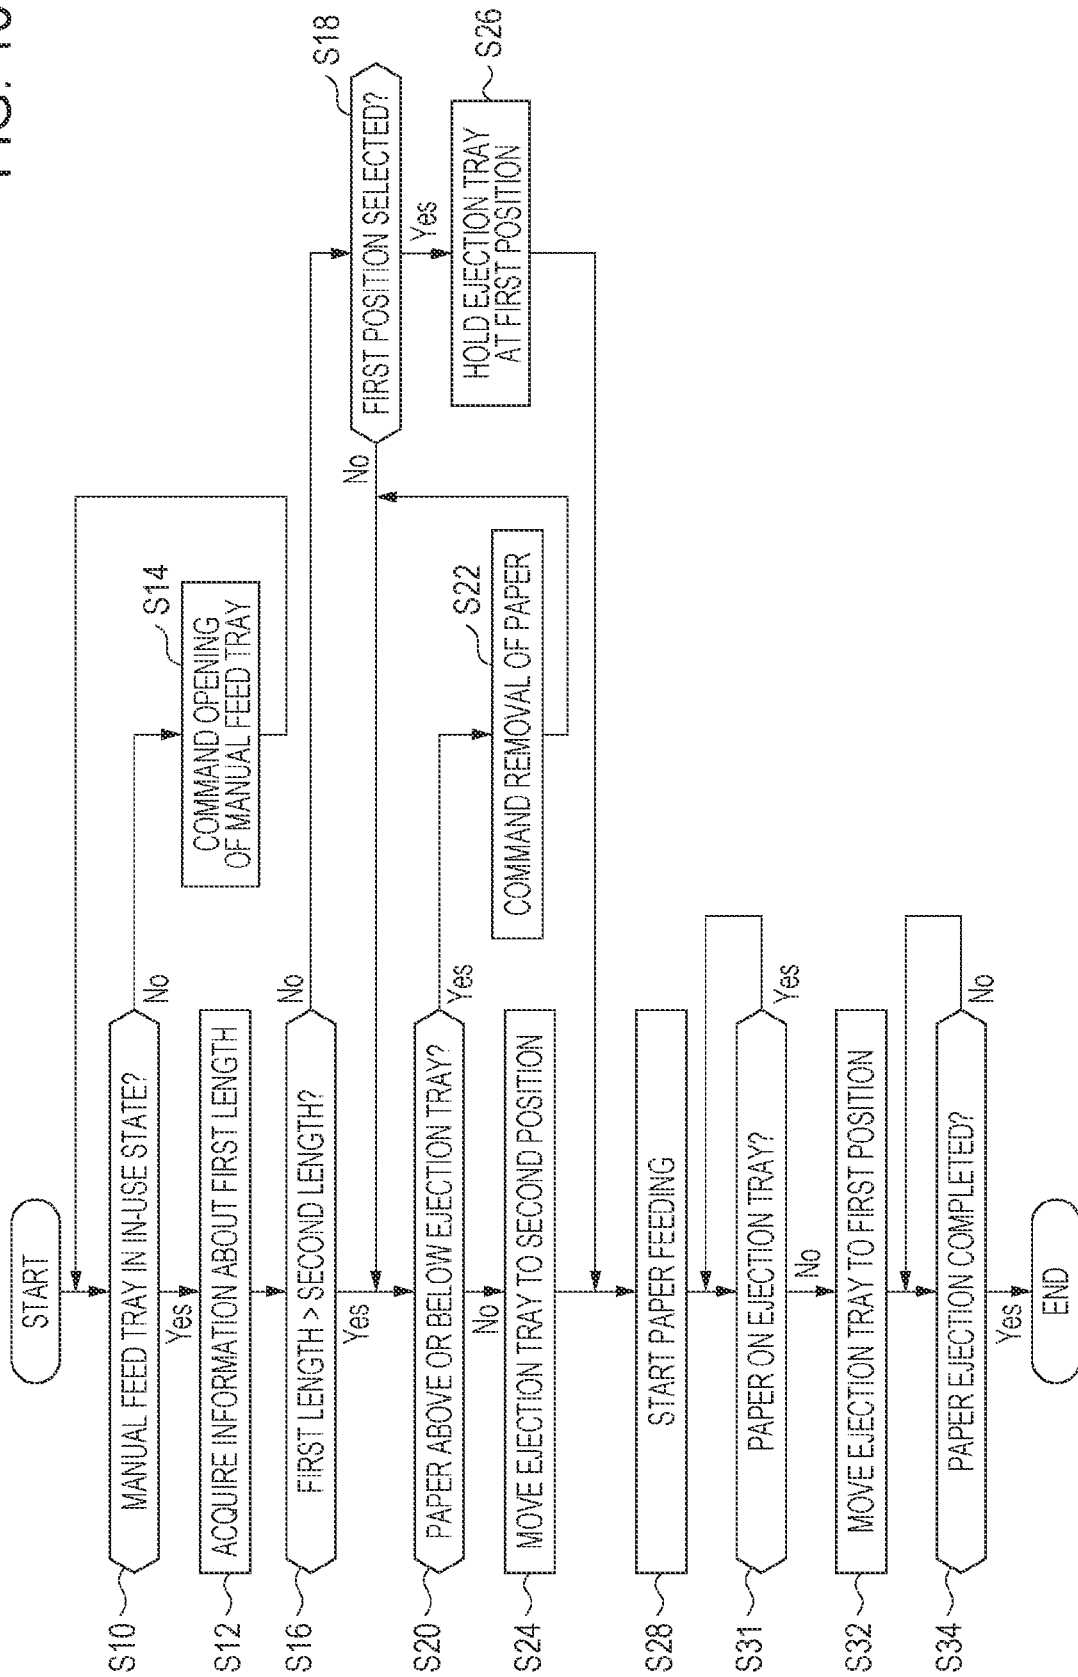 START
S10
MANUAL FEED TRAY IN IN-USE STATE?
No
Yes
S14
COMMAND OPENING
OF MANUAL FEED TRAY
S12
ACQUIRE INFORMATION ABOUT FIRST LENGTH
S16
FIRST LENGTH > SECOND LENGTH?
No
Yes
S18
FIRST POSITION SELECTED?
No
Yes
S20
PAPER ABOVE OR BELOW EJECTION TRAY?
Yes
No
S22
COMMAND REMOVAL OF PAPER
S26
HOLD EJECTION TRAY
AT FIRST POSITION
S24
MOVE EJECTION TRAY TO SECOND POSITION
S28
START PAPER FEEDING
S31
PAPER ON EJECTION TRAY?
Yes
No
S32
MOVE EJECTION TRAY TO FIRST POSITION
S34
PAPER EJECTION COMPLETED?
No
Yes
END